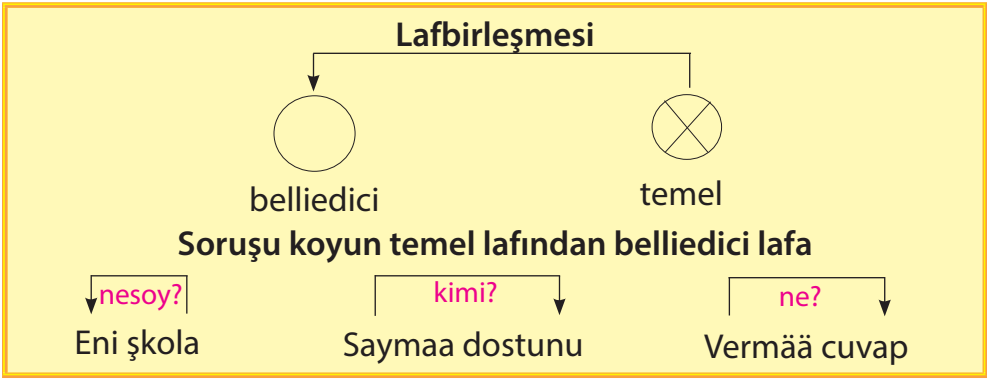 Lafbirleşmesi
belliedici temel
Soruşu koyun temel lafından belliedici lafa
nesoy? kimi? ne?
Eni şkola Saymaa dostunu Vermää cuvap